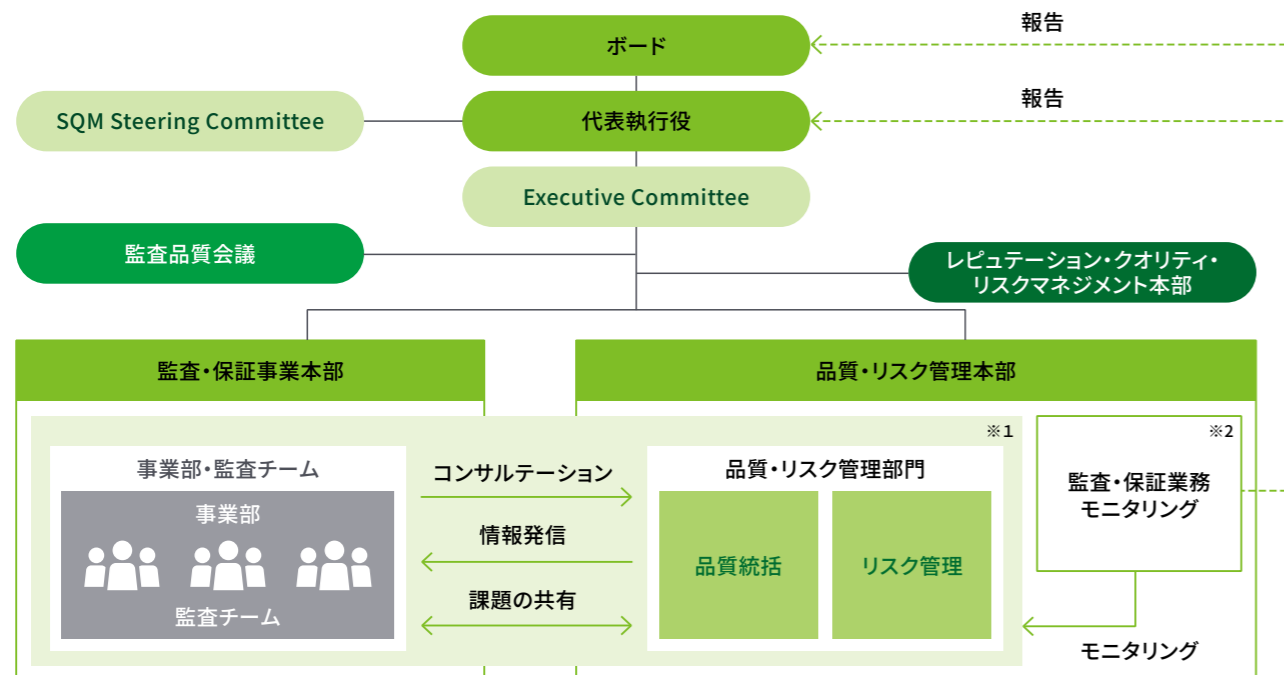 報告
ボード
報告
SQM Steering Committee
代表執行役
Executive Committee
監査品質会議
レピュテーション・クオリティ・
リスクマネジメント本部
監査・保証事業本部
品質・リスク管理本部
※1
※2
事業部・監査チーム
事業部
監査チーム
コンサルテーション
情報発信
課題の共有
品質・リスク管理部門
品質統括
リスク管理
監査・保証業務
モニタリング
モニタリング